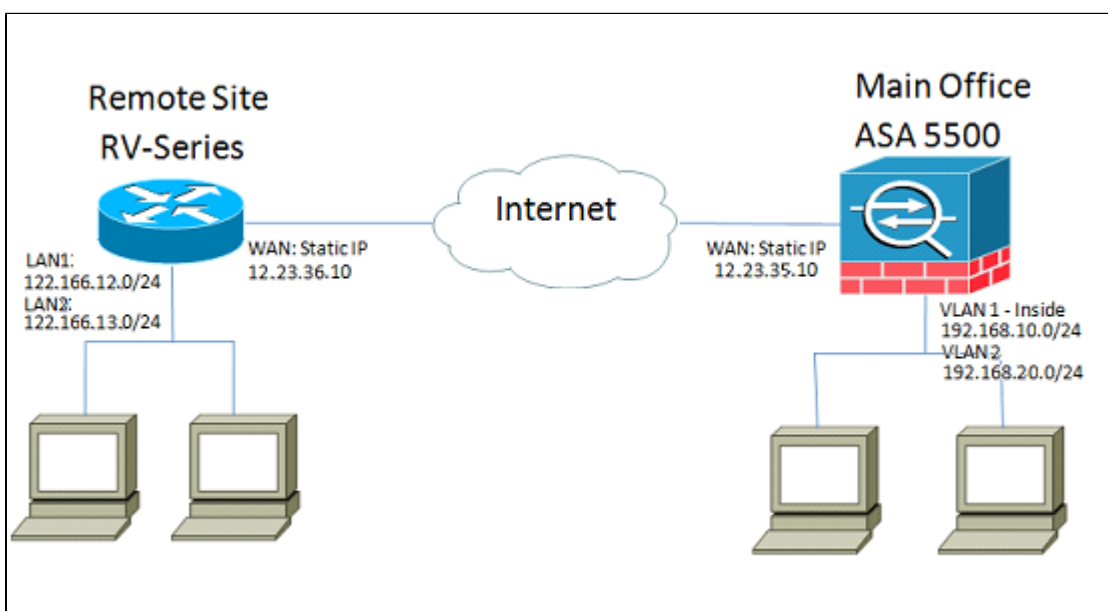 Remote Site
RV-Series
Main Office
ASA 5500
Internet
WAN: Static IP
12.23.36.10
WAN: Static IP
12.23.35.10
LAN1:
122.166.12.0/24
LAN2:
122.166.13.0/24
VLAN 1 - Inside
192.168.10.0/24
VLAN 2
192.168.20.0/24